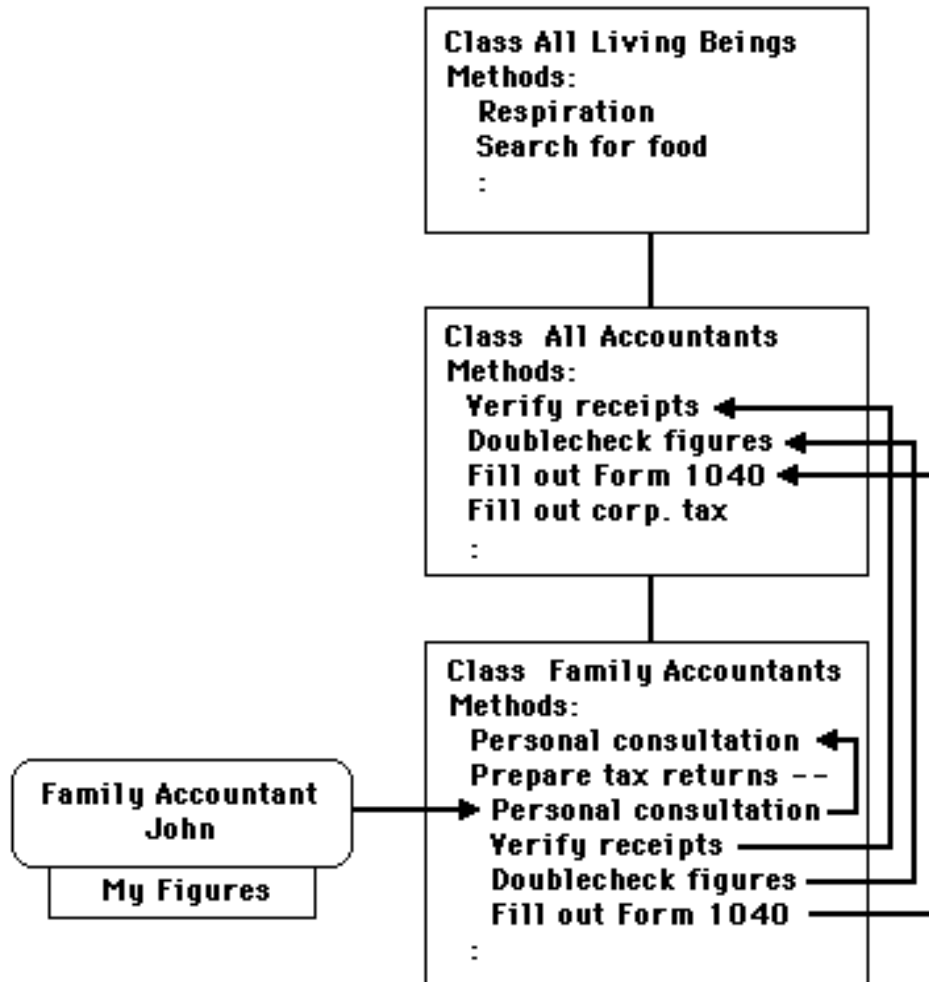 Class All Living Beings
Methods:
Respiration
Search for food
:
Class All Accountants
Methods:
Verify receipts
Doublecheck figures
Fill out Form 1040
Fill out corp. tax
:
Class Family Accountants
Methods:
Personal consultation
Prepare tax returns --
Personal consultation
Verify receipts
Doublecheck figures
Fill out Form 1040
:
Family Accountant
John
My Figures